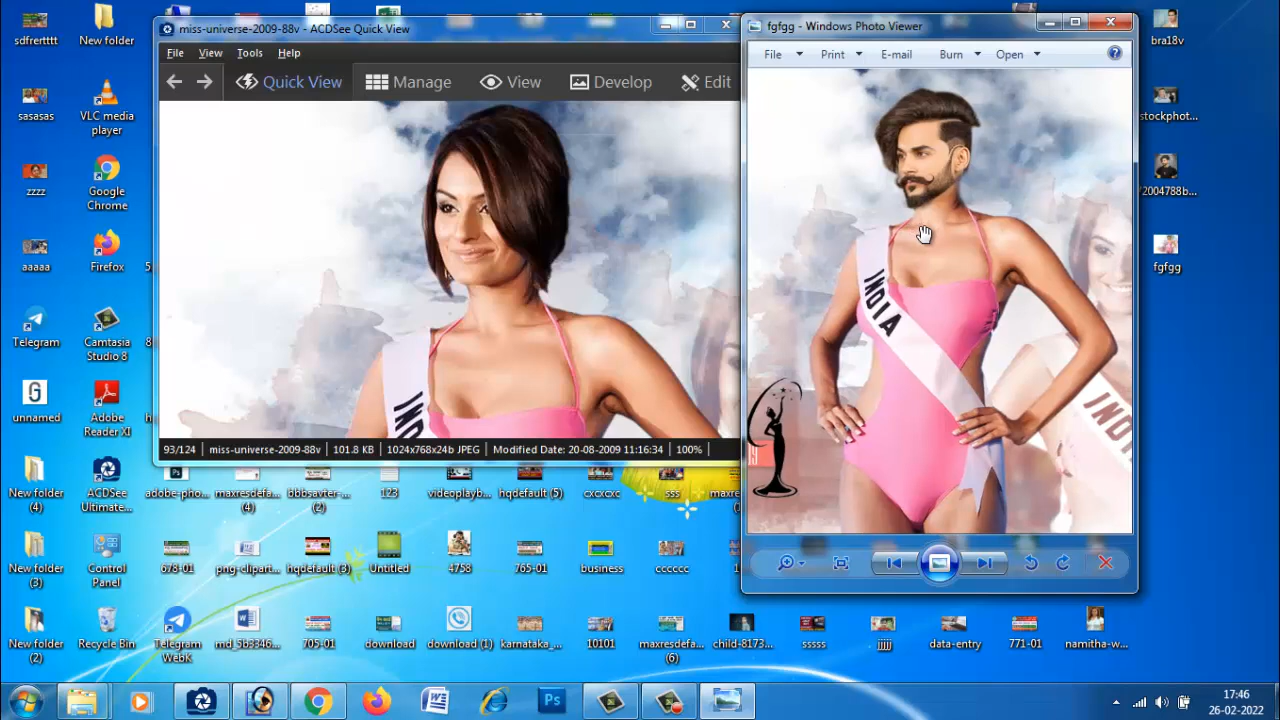 sdfrertttt
New folder
sasasas
VLC media
player
zzzz
Google
Chrome
aaaaa
Firefox
5
Telegram
Camtasia
Studio 8
8
unnamed
Adobe
Reader XI
h
miss-universe-2009-88v - ACDSee Quick View
File View Tools Help
Quick View Manage View Develop Edit
IND
93/124 miss-universe-2009-88v 101.8 KB 1024x768x24b JPEG Modified Date: 20-08-2009 11:16:34 100%
fgfgg - Windows Photo Viewer
File Print E-mail Burn Open
INDIA
INDI
bra18v
stockphot...
2004788b...
fgfgg
New folder
(4)
ACDSee
Ultimate...
adobe-pho...
maxresdefa...
(4)
bbbsavter-...
(2)
123
videoplayb...
hqdefault (5)
cxcxcxc
sss
New folder
(3)
Control
Panel
678-01
png-clipart...
hqdefault (3)
Untitled
4758
765-01
business
cccccc
New folder
(2)
Recycle Bin
Telegram
WebK
705-01
download
download (1)
karnataka_...
10101
maxresdefa...
(6)
child-8173...
sssss
jjjjj
data-entry
771-01
namitha-w...
Ps
17:46
26-02-2022